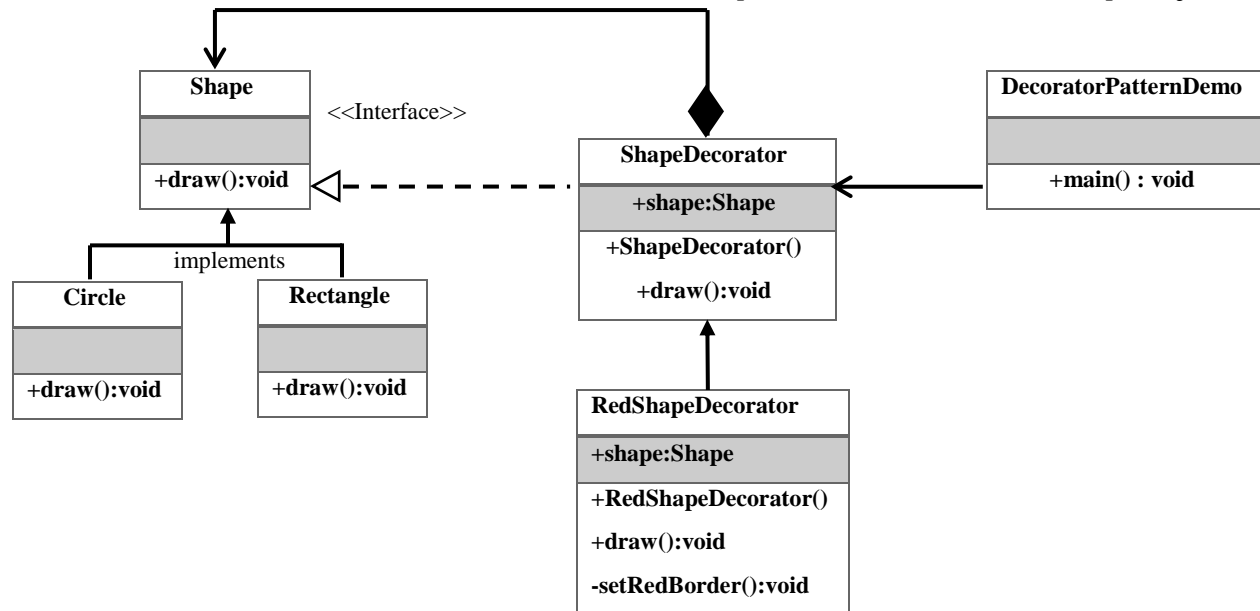 Shape
+draw():void
<<Interface>>
ShapeDecorator
+shape:Shape
+ShapeDecorator()
+draw():void
DecoratorPatternDemo
+main() : void
implements
Circle
+draw():void
Rectangle
+draw():void
RedShapeDecorator
+shape:Shape
+RedShapeDecorator()
+draw():void
-setRedBorder():void